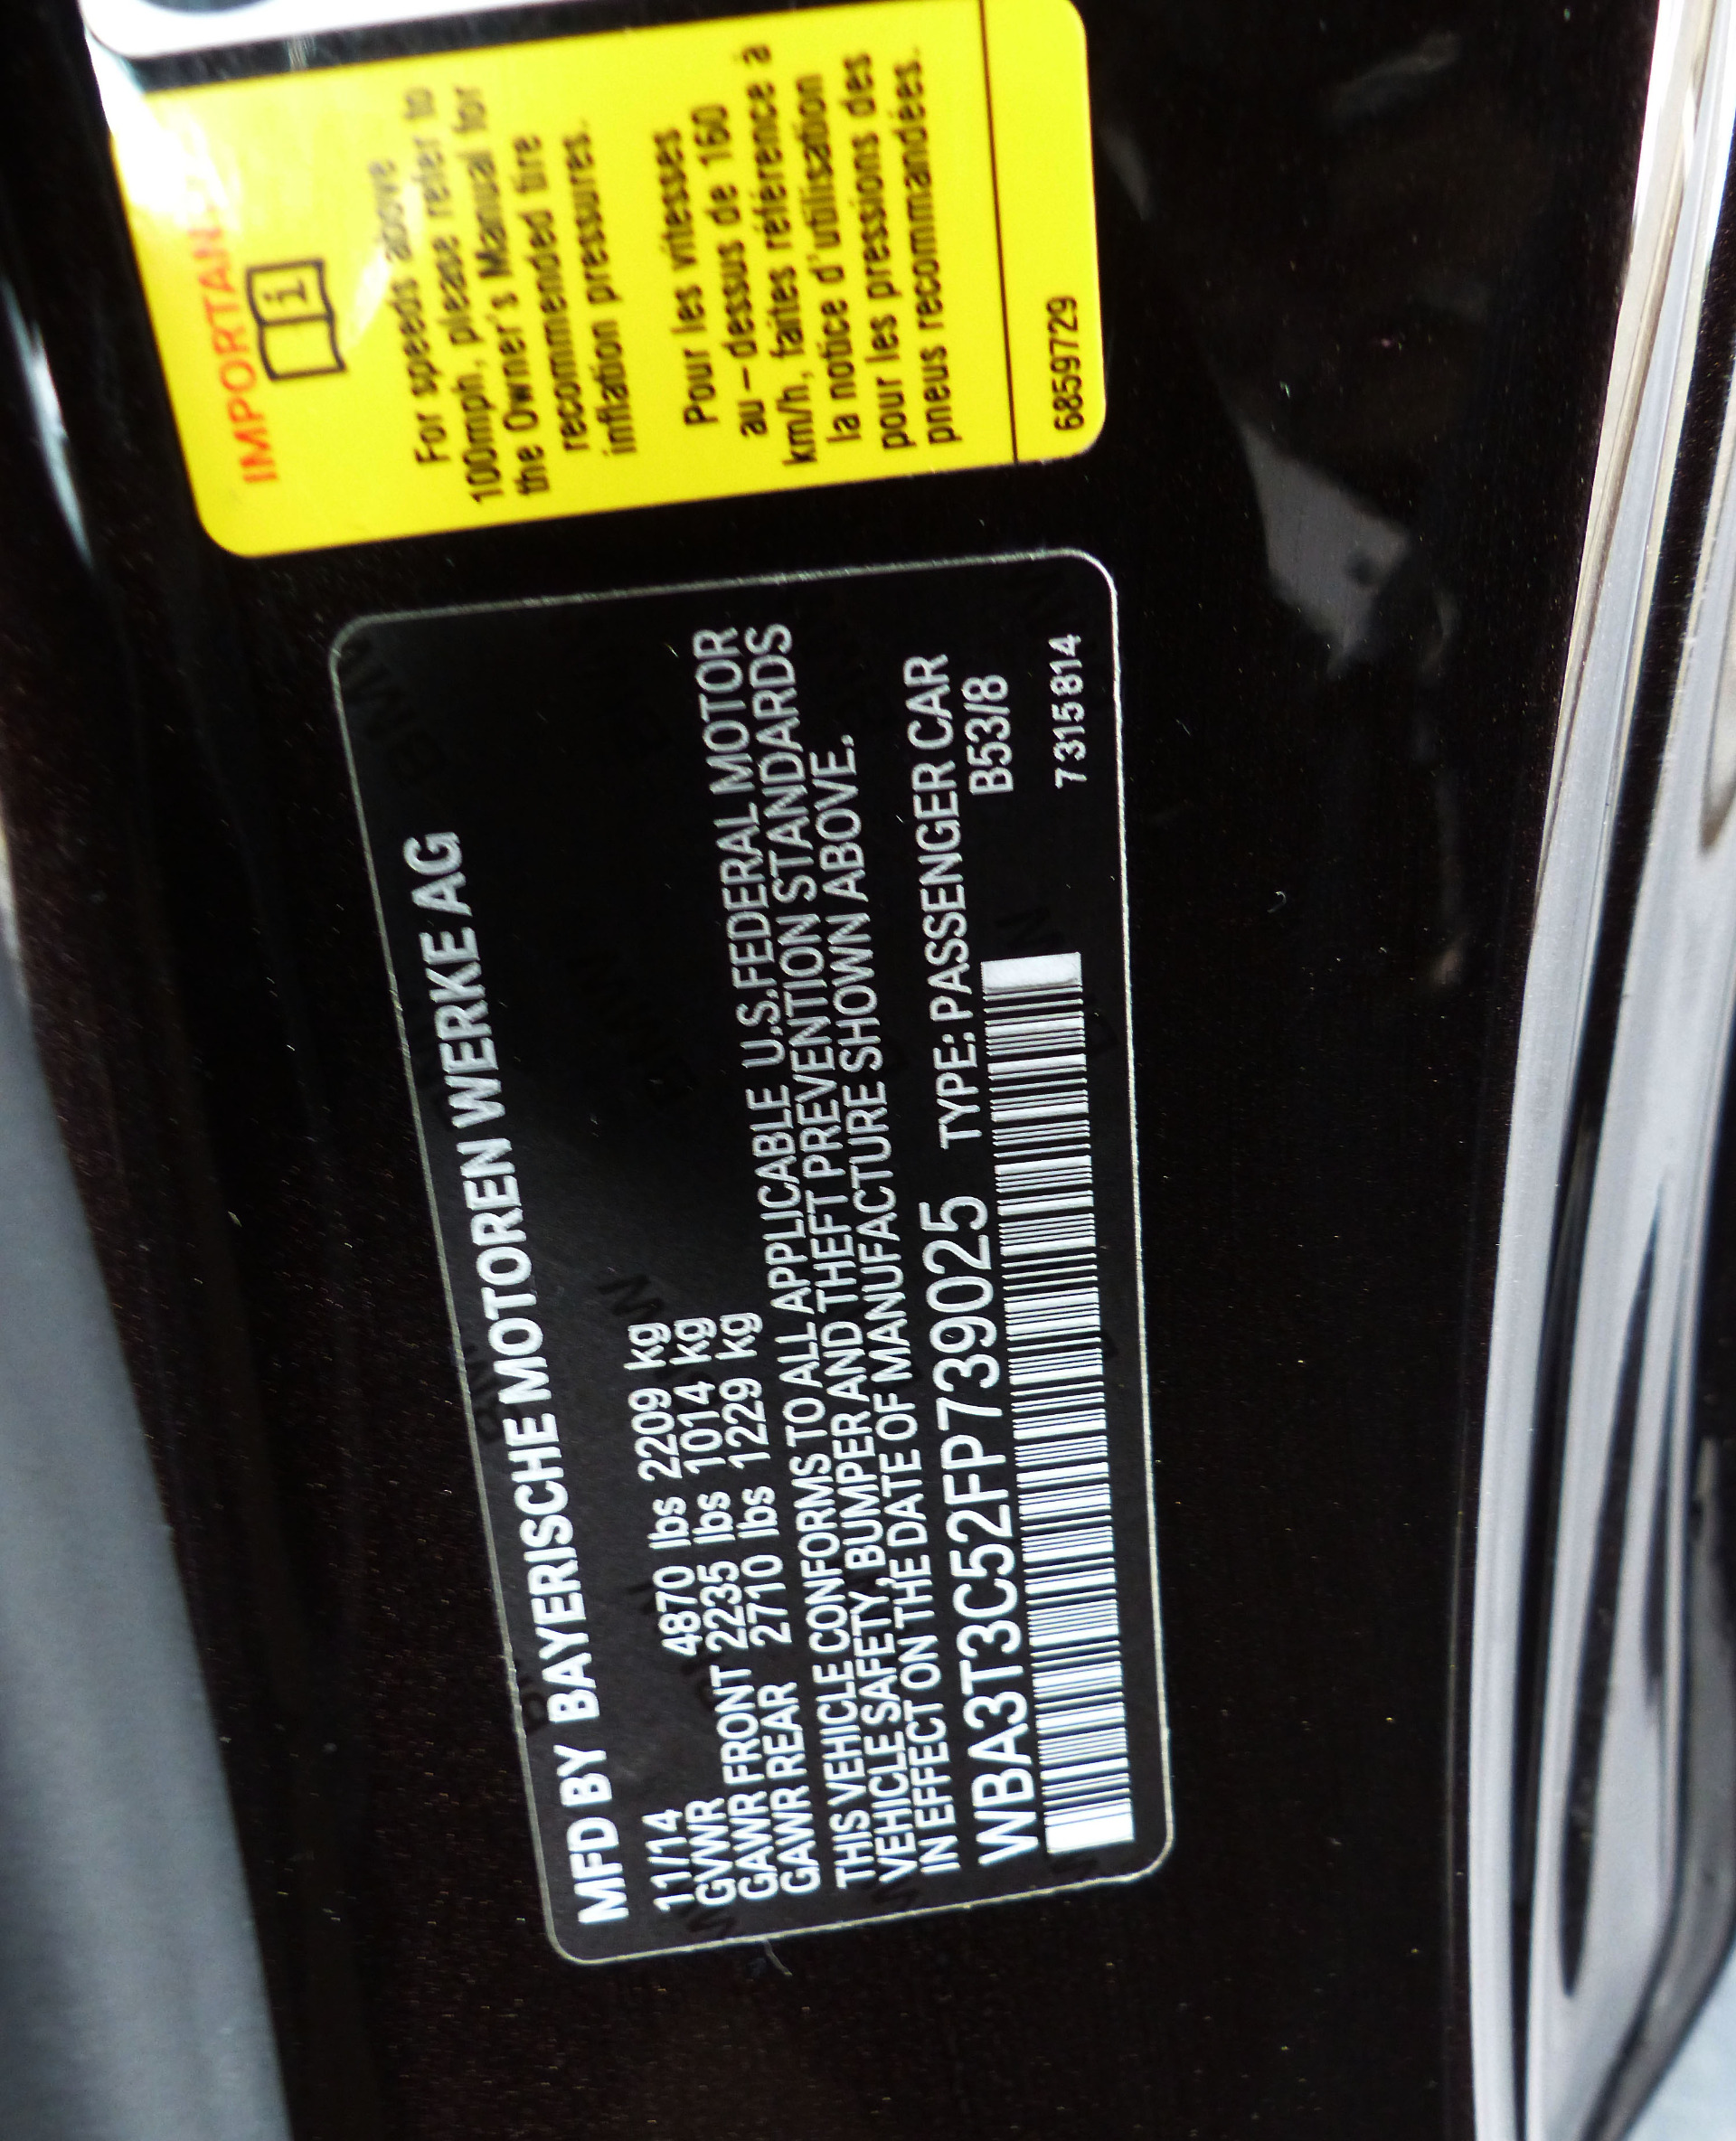 MFD BY BAYERISCHE MOTOREN WERKE AG
11/14
GVWR 4870 lbs 2209 kg
GAWR FRONT 2235 lbs 1014 kg
GAWR REAR 2710 lbs 1229 kg
THIS VEHICLE CONFORMS TO ALL APPLICABLE U.S.FEDERAL MOTOR
VEHICLE SAFETY, BUMPER AND THEFT PREVENTION STANDARDS
IN EFFECT ON THE DATE OF MANUFACTURE SHOWN ABOVE.
WBA3T3C52FP739025 TYPE: PASSENGER CAR
B53/8
7315814
For speeds above
100mph, please refer to
the Owner's Manual for
recommended tire
inflation pressures.
Pour les vitesses
au-dessus de 160
km/h, faites référence à
la notice d'utilisation
pour les pressions des
pneus recommandées.
6859729